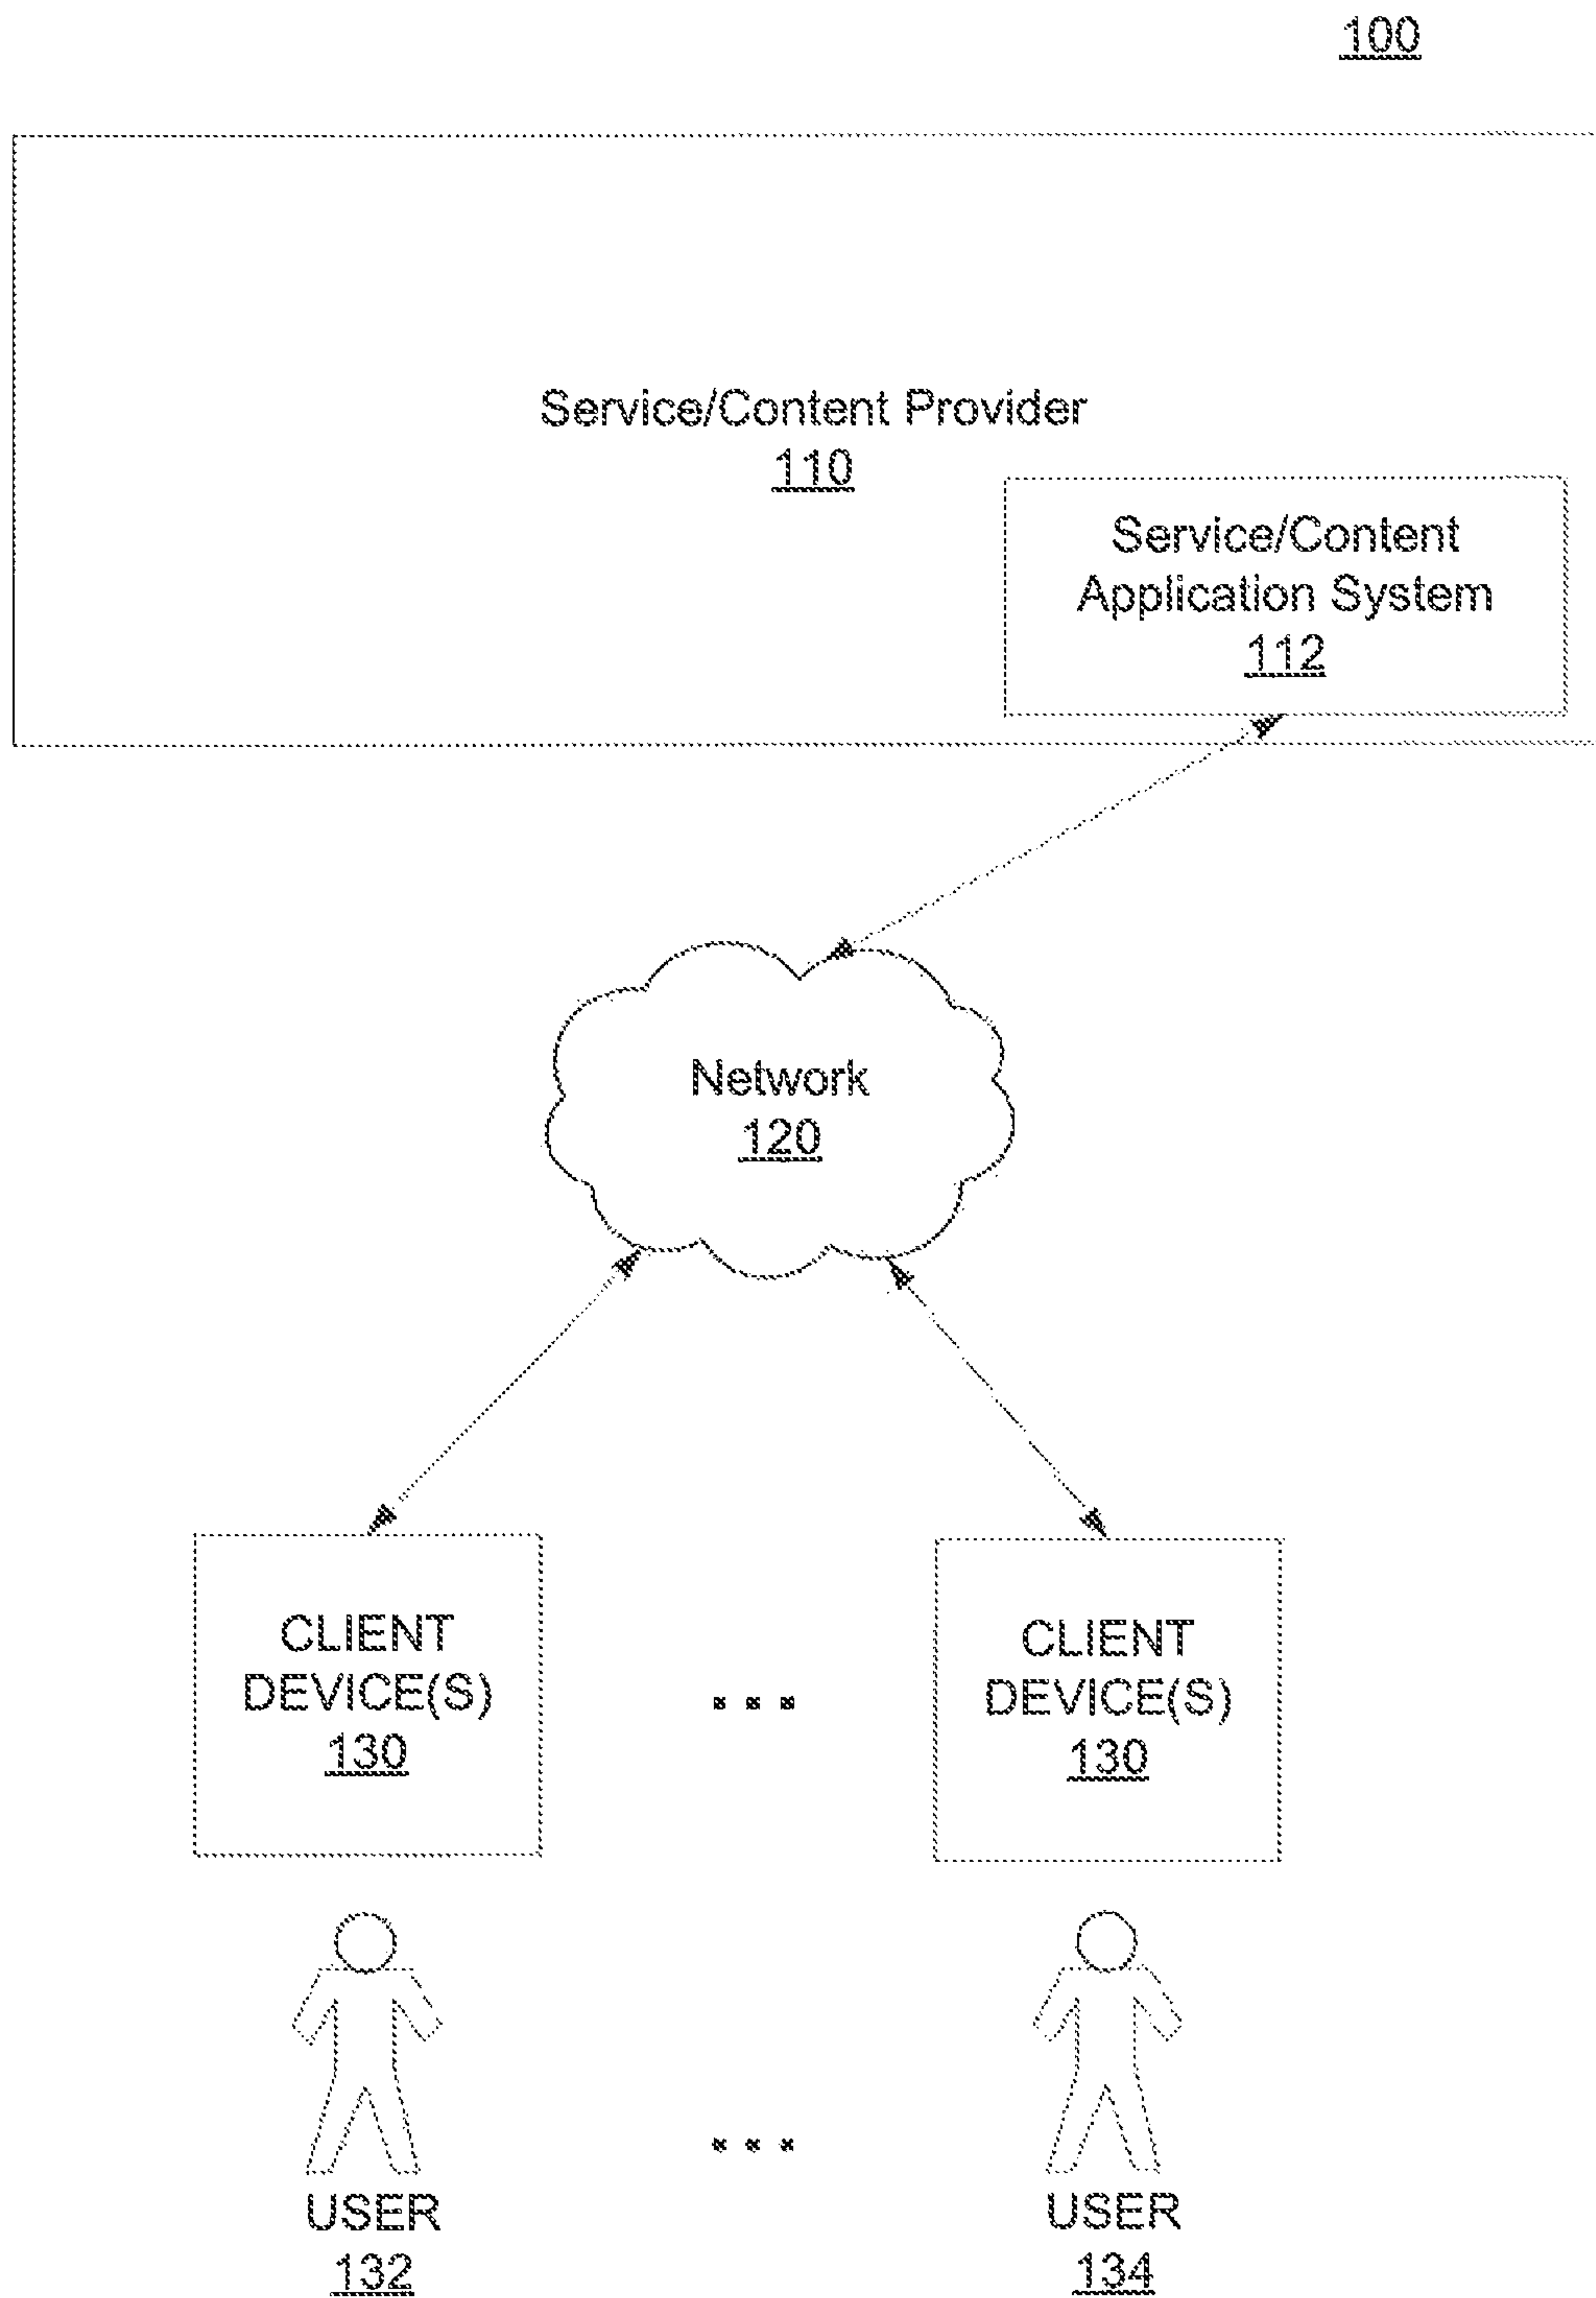 100
Service/Content Provider
110
Service/Content
Application System
112
Network
120
CLIENT
DEVICE(S)
130
...
CLIENT
DEVICE(S)
130
...
USER
132
USER
134